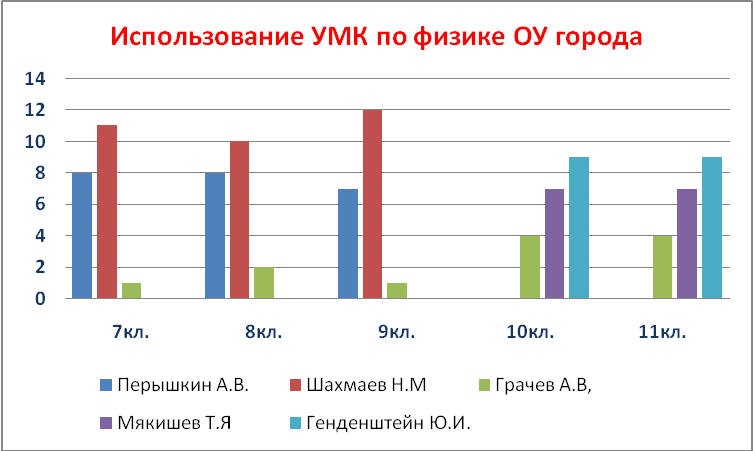 Использование УМК по физике ОУ города
14
12
10
8
6
4
2
0
7кл. 8кл. 9кл. 10кл. 11кл.
Перышкин А.В. Шахмаев Н.М Грачев А.В,
Мякишев Т.Я Генденштейн Ю.И.